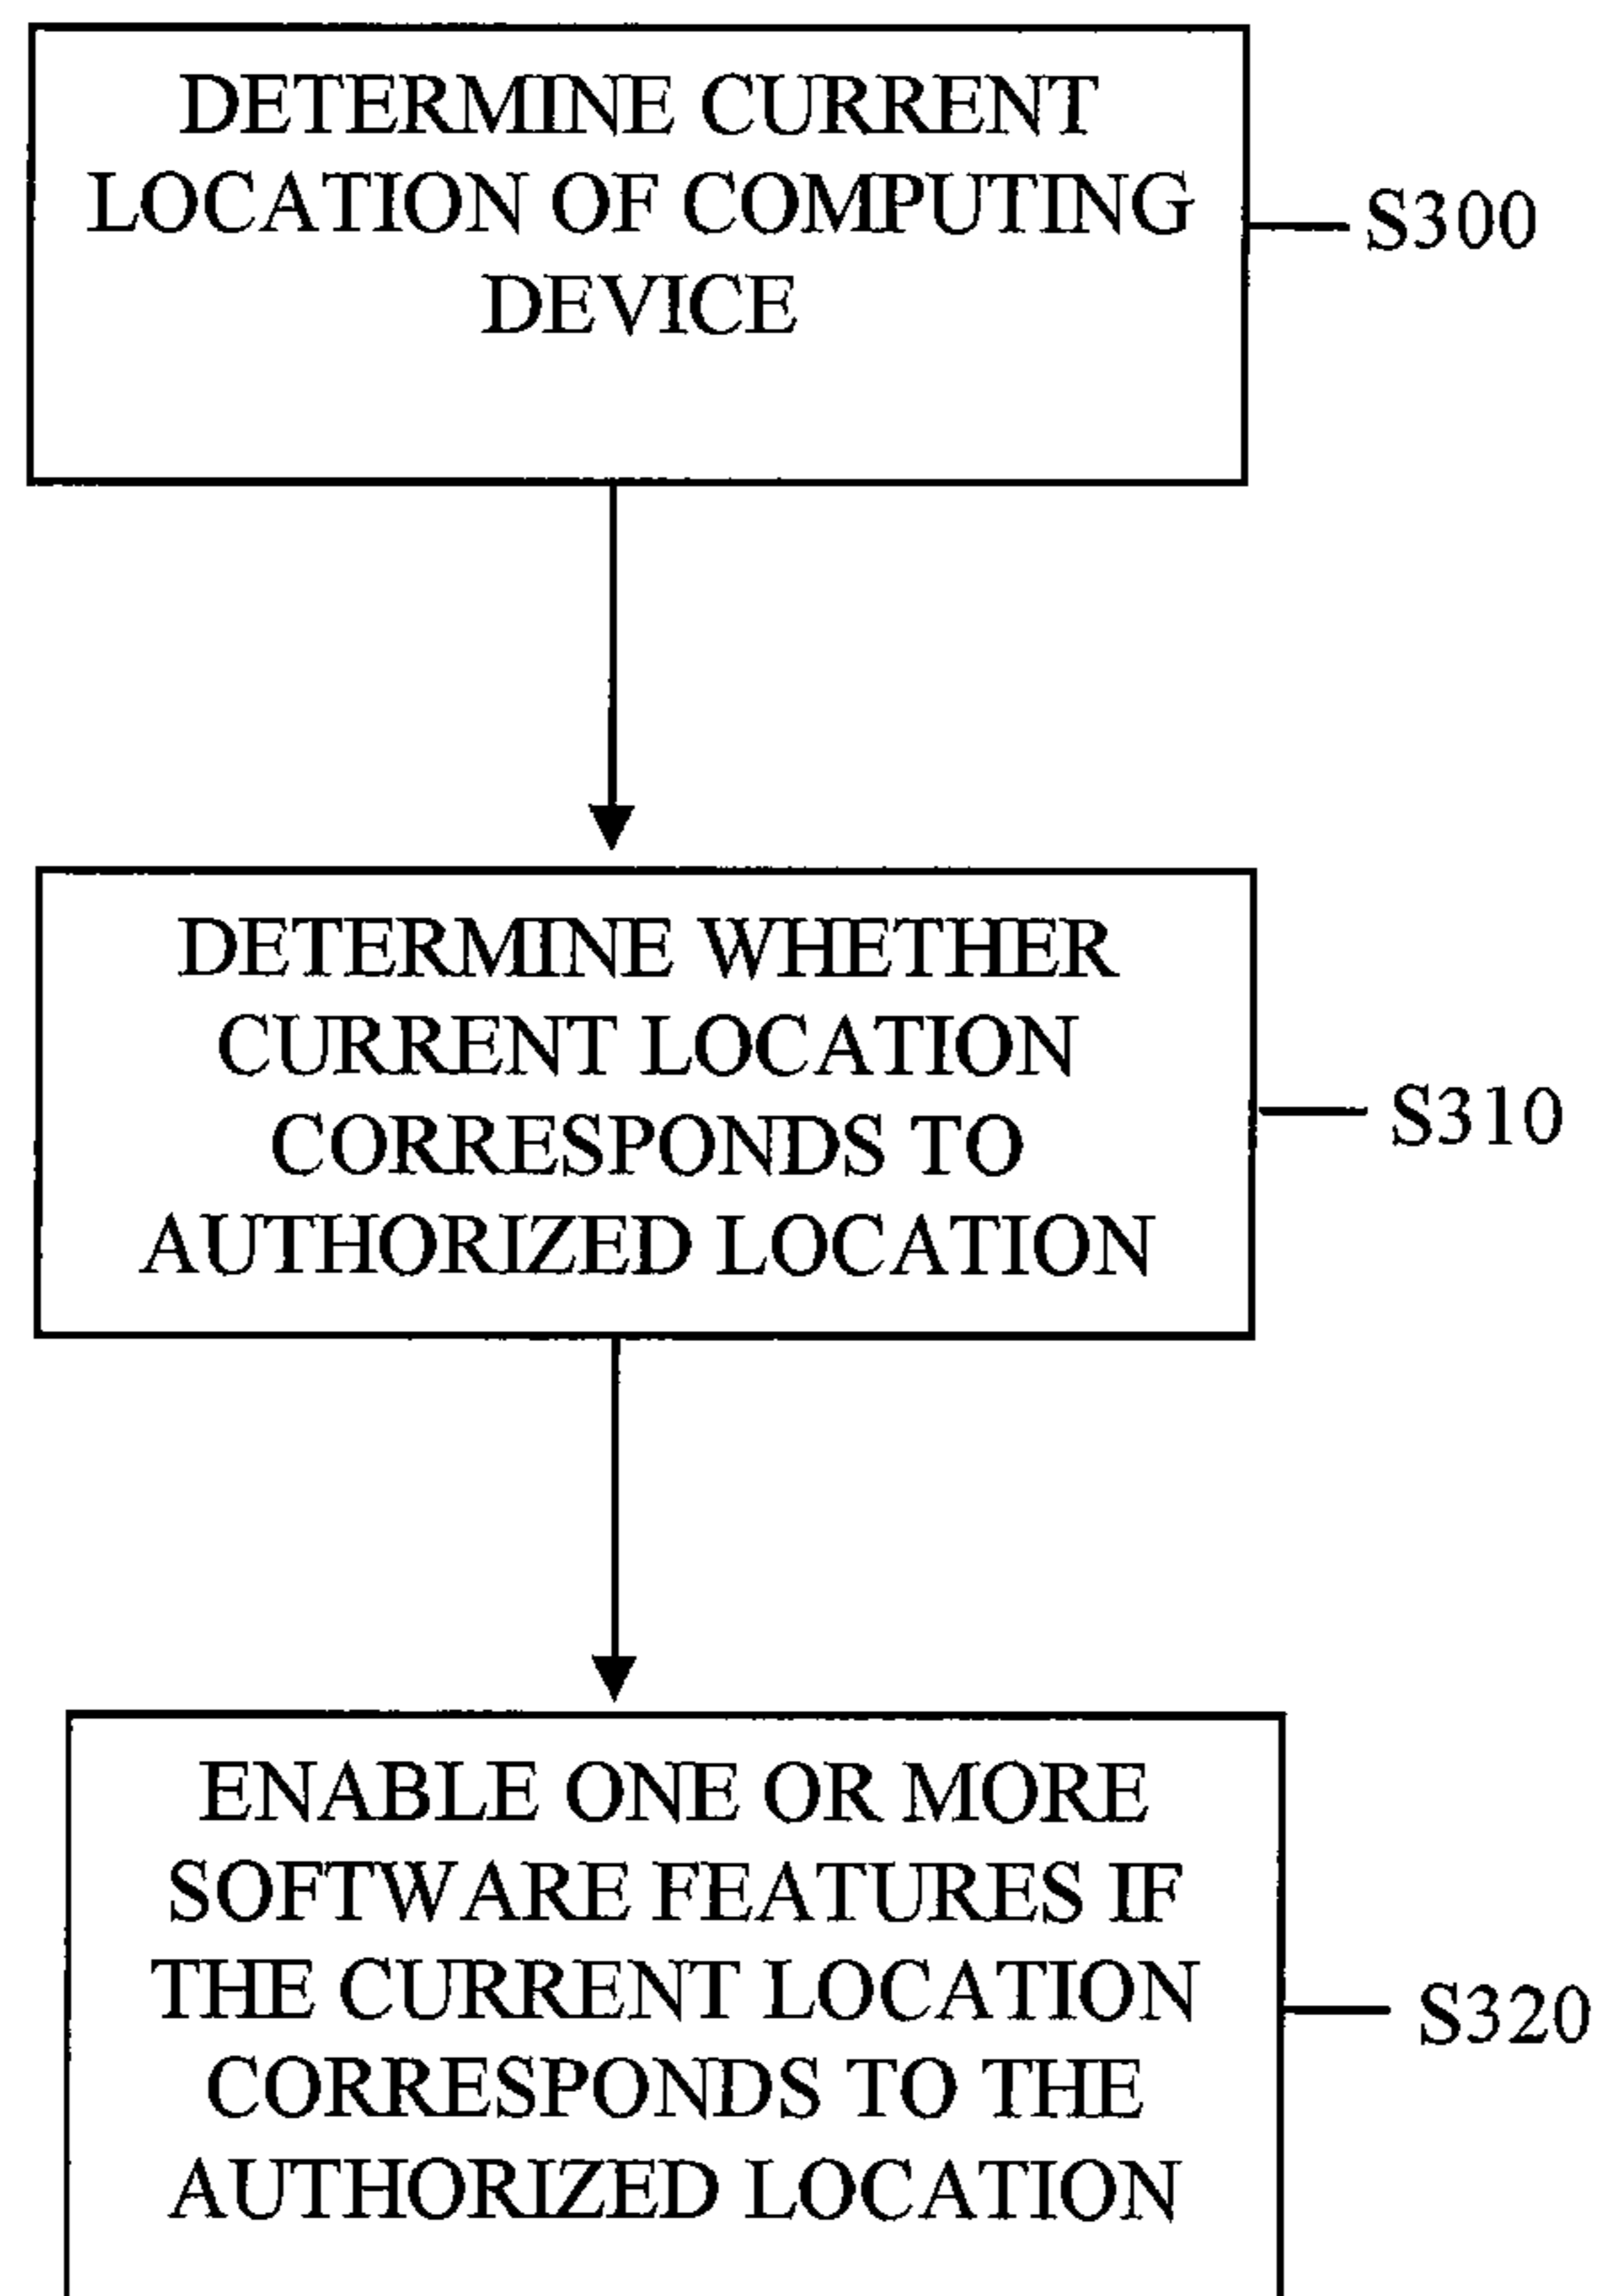 DETERMINE CURRENT
LOCATION OF COMPUTING
DEVICE
S300
DETERMINE WHETHER
CURRENT LOCATION
CORRESPONDS TO
AUTHORIZED LOCATION
S310
ENABLE ONE OR MORE
SOFTWARE FEATURES IF
THE CURRENT LOCATION
CORRESPONDS TO THE
AUTHORIZED LOCATION
S320